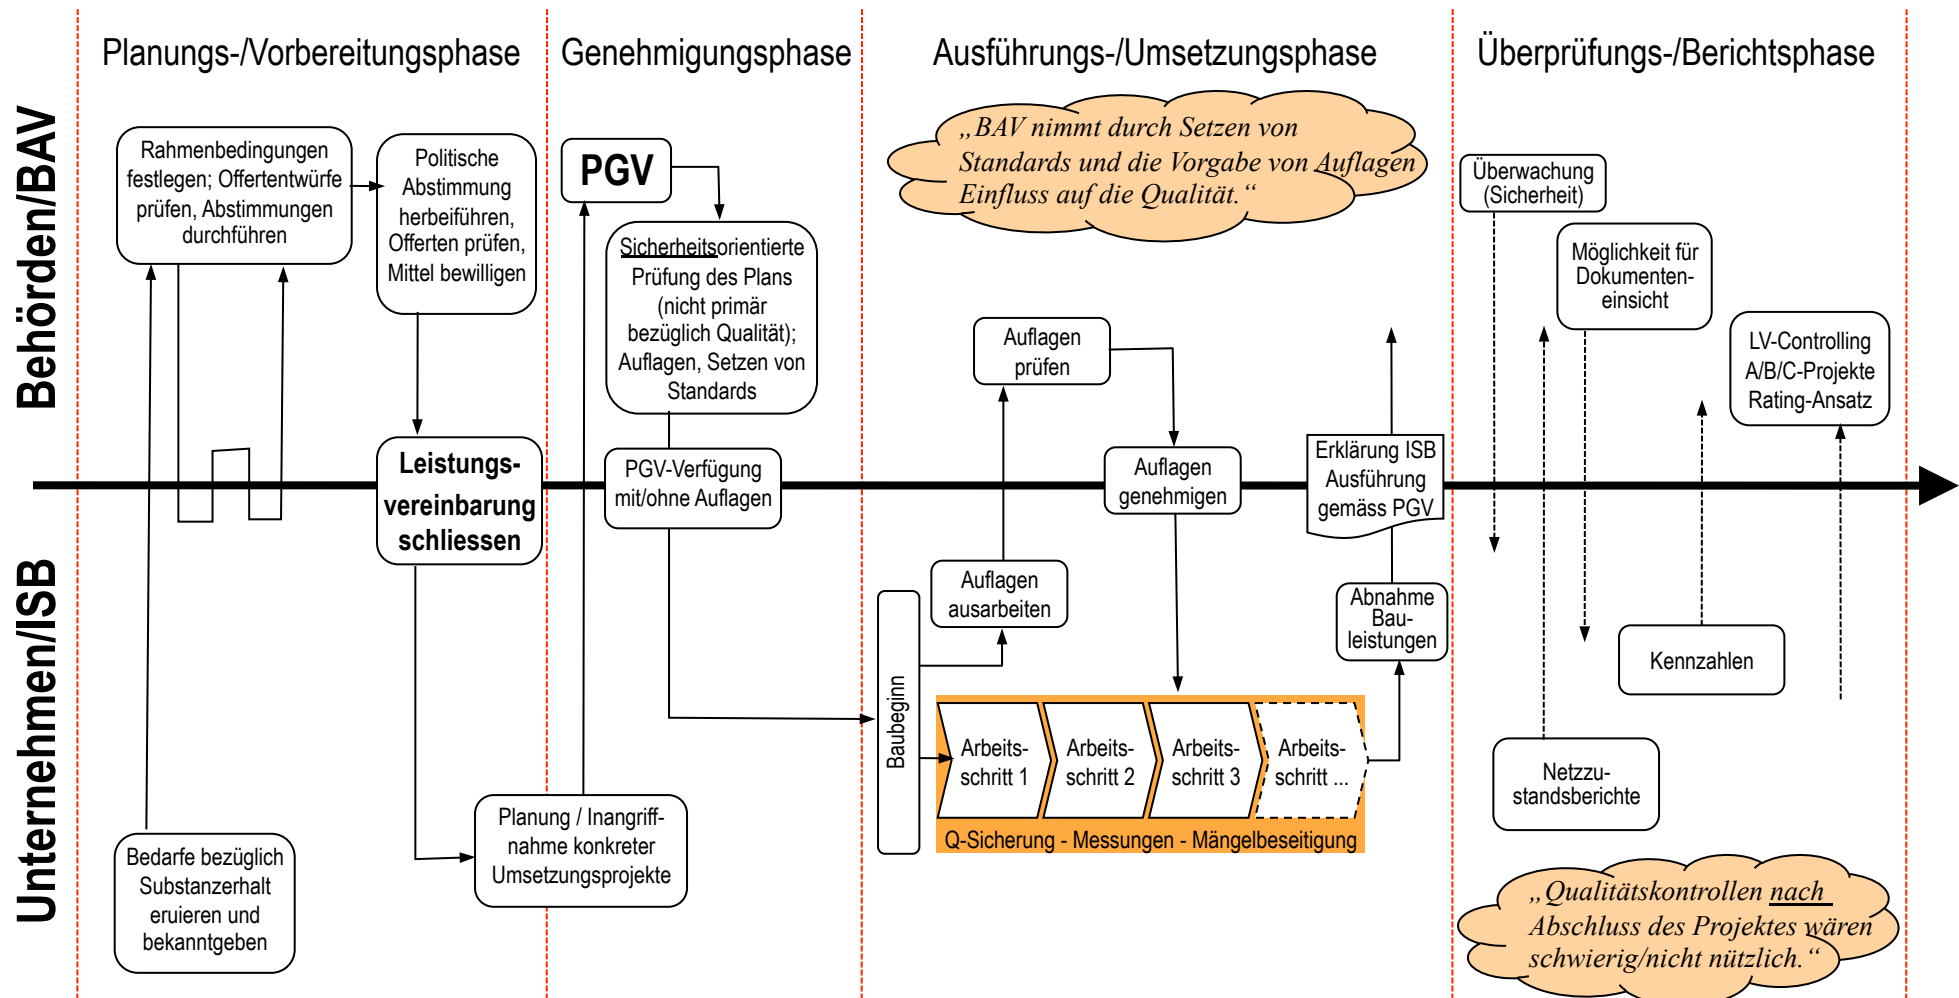 Planungs-/Vorbereitungsphase
Genehmigungsphase
Ausführungs-/Umsetzungsphase
Überprüfungs-/Berichtsphase
Behörden/BAV
Unternehmen/ISB
Rahmenbedingungen
festlegen; Offertentwürfe
prüfen, Abstimmungen
durchführen
Politische
Abstimmung
herbeiführen,
Offerten prüfen,
Mittel bewilligen
Leistungs-
vereinbarung
schliessen
Bedarfe bezüglich
Substanzerhalt
eruieren und
bekanntgeben
Planung / Inangriff-
nahme konkreter
Umsetzungsprojekte
PGV
Sicherheitsorientierte
Prüfung des Plans
(nicht primär
bezüglich Qualität);
Auflagen, Setzen von
Standards
PGV-Verfügung
mit/ohne Auflagen
„BAV nimmt durch Setzen von
Standards und die Vorgabe von Auflagen
Einfluss auf die Qualität.“
Auflagen
prüfen
Auflagen
genehmigen
Auflagen
ausarbeiten
Baubeginn
Arbeits-
schritt 1
Arbeits-
schritt 2
Arbeits-
schritt 3
Arbeits-
schritt ...
Q-Sicherung - Messungen - Mängelbeseitigung
Erklärung ISB
Ausführung
gemäss PGV
Abnahme
Bau-
leistungen
Überwachung
(Sicherheit)
Möglichkeit für
Dokumenten-
einsicht
LV-Controlling
A/B/C-Projekte
Rating-Ansatz
Kennzahlen
Netzzu-
standsberichte
„Qualitätskontrollen nach
Abschluss des Projektes wären
schwierig/nicht nützlich.“